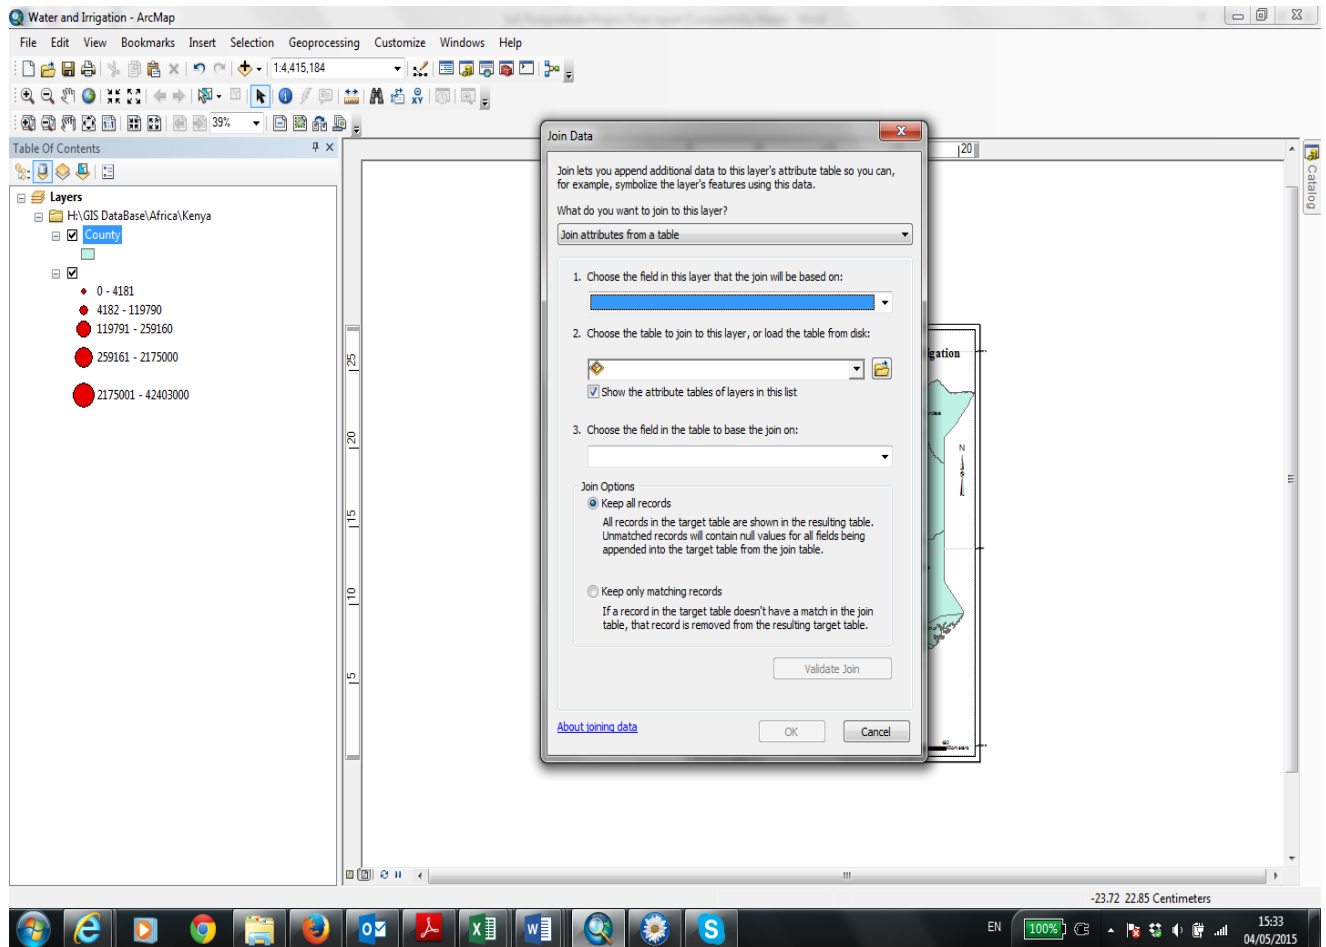 Water and Irrigation - ArcMap
File Edit View Bookmarks Insert Selection Geoprocessing Customize Windows Help
1:4,415,184
39%
Table Of Contents
Layers
H:\GIS DataBase\Africa\Kenya
County
0 - 4181
4182 - 119790
119791 - 259160
259161 - 2175000
2175001 - 42403000
Join Data
Join lets you append additional data to this layer's attribute table so you can,
for example, symbolize the layer's features using this data.
What do you want to join to this layer?
Join attributes from a table
1. Choose the field in this layer that the join will be based on:
2. Choose the table to join to this layer, or load the table from disk:
Show the attribute tables of layers in this list
3. Choose the field in the table to base the join on:
Join Options
Keep all records
All records in the target table are shown in the resulting table.
Unmatched records will contain null values for all fields being
appended into the target table from the join table.
Keep only matching records
If a record in the target table doesn't have a match in the join
table, that record is removed from the resulting target table.
Validate Join
About joining data
OK
Cancel
20
25
20
15
10
5
igation
N
Catalog
-23.72 22.85 Centimeters
EN
100%
15:33
04/05/2015